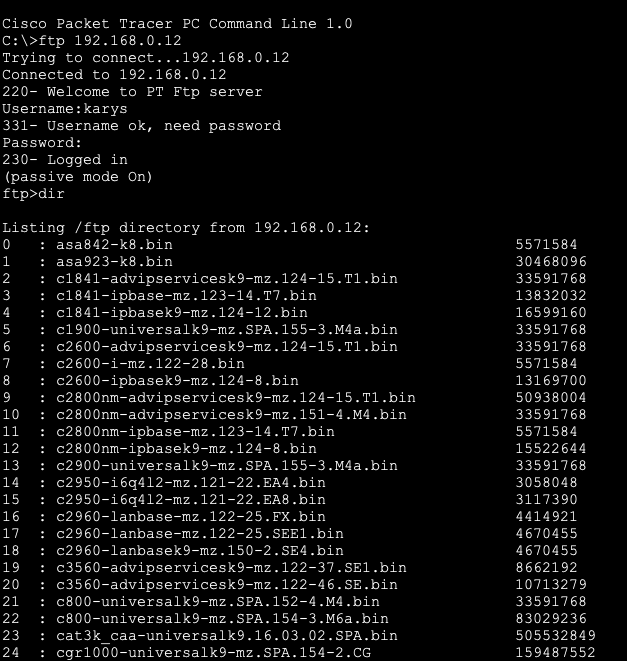 Cisco Packet Tracer PC Command Line 1.0
C:\>ftp 192.168.0.12
Trying to connect...192.168.0.12
Connected to 192.168.0.12
220- Welcome to PT Ftp server
Username:karys
331- Username ok, need password
Password:
230- Logged in
(passive mode On)
ftp>dir
Listing /ftp directory from 192.168.0.12:
0 : asa842-k8.bin 5571584
1 : asa923-k8.bin 30468096
2 : c1841-advipservicesk9-mz.124-15.T1.bin 33591768
3 : c1841-ipbase-mz.123-14.T7.bin 13832032
4 : c1841-ipbasek9-mz.124-12.bin 16599160
5 : c1900-universalk9-mz.SPA.155-3.M4a.bin 33591768
6 : c2600-advipservicesk9-mz.124-15.T1.bin 33591768
7 : c2600-i-mz.122-28.bin 5571584
8 : c2600-ipbasek9-mz.124-8.bin 13169700
9 : c2800nm-advipservicesk9-mz.124-15.T1.bin 50938004
10 : c2800nm-advipservicesk9-mz.151-4.M4.bin 33591768
11 : c2800nm-ipbase-mz.123-14.T7.bin 5571584
12 : c2800nm-ipbasek9-mz.124-8.bin 15522644
13 : c2900-universalk9-mz.SPA.155-3.M4a.bin 33591768
14 : c2950-i6q4l2-mz.121-22.EA4.bin 3058048
15 : c2950-i6q4l2-mz.121-22.EA8.bin 3117390
16 : c2960-lanbase-mz.122-25.FX.bin 4414921
17 : c2960-lanbase-mz.122-25.SEE1.bin 4670455
18 : c2960-lanbasek9-mz.150-2.SE4.bin 4670455
19 : c3560-advipservicesk9-mz.122-37.SE1.bin 8662192
20 : c3560-advipservicesk9-mz.122-46.SE.bin 10713279
21 : c800-universalk9-mz.SPA.152-4.M4.bin 33591768
22 : c800-universalk9-mz.SPA.154-3.M6a.bin 83029236
23 : cat3k_caa-universalk9.16.03.02.SPA.bin 505532849
24 : cgr1000-universalk9-mz.SPA.154-2.CG 159487552